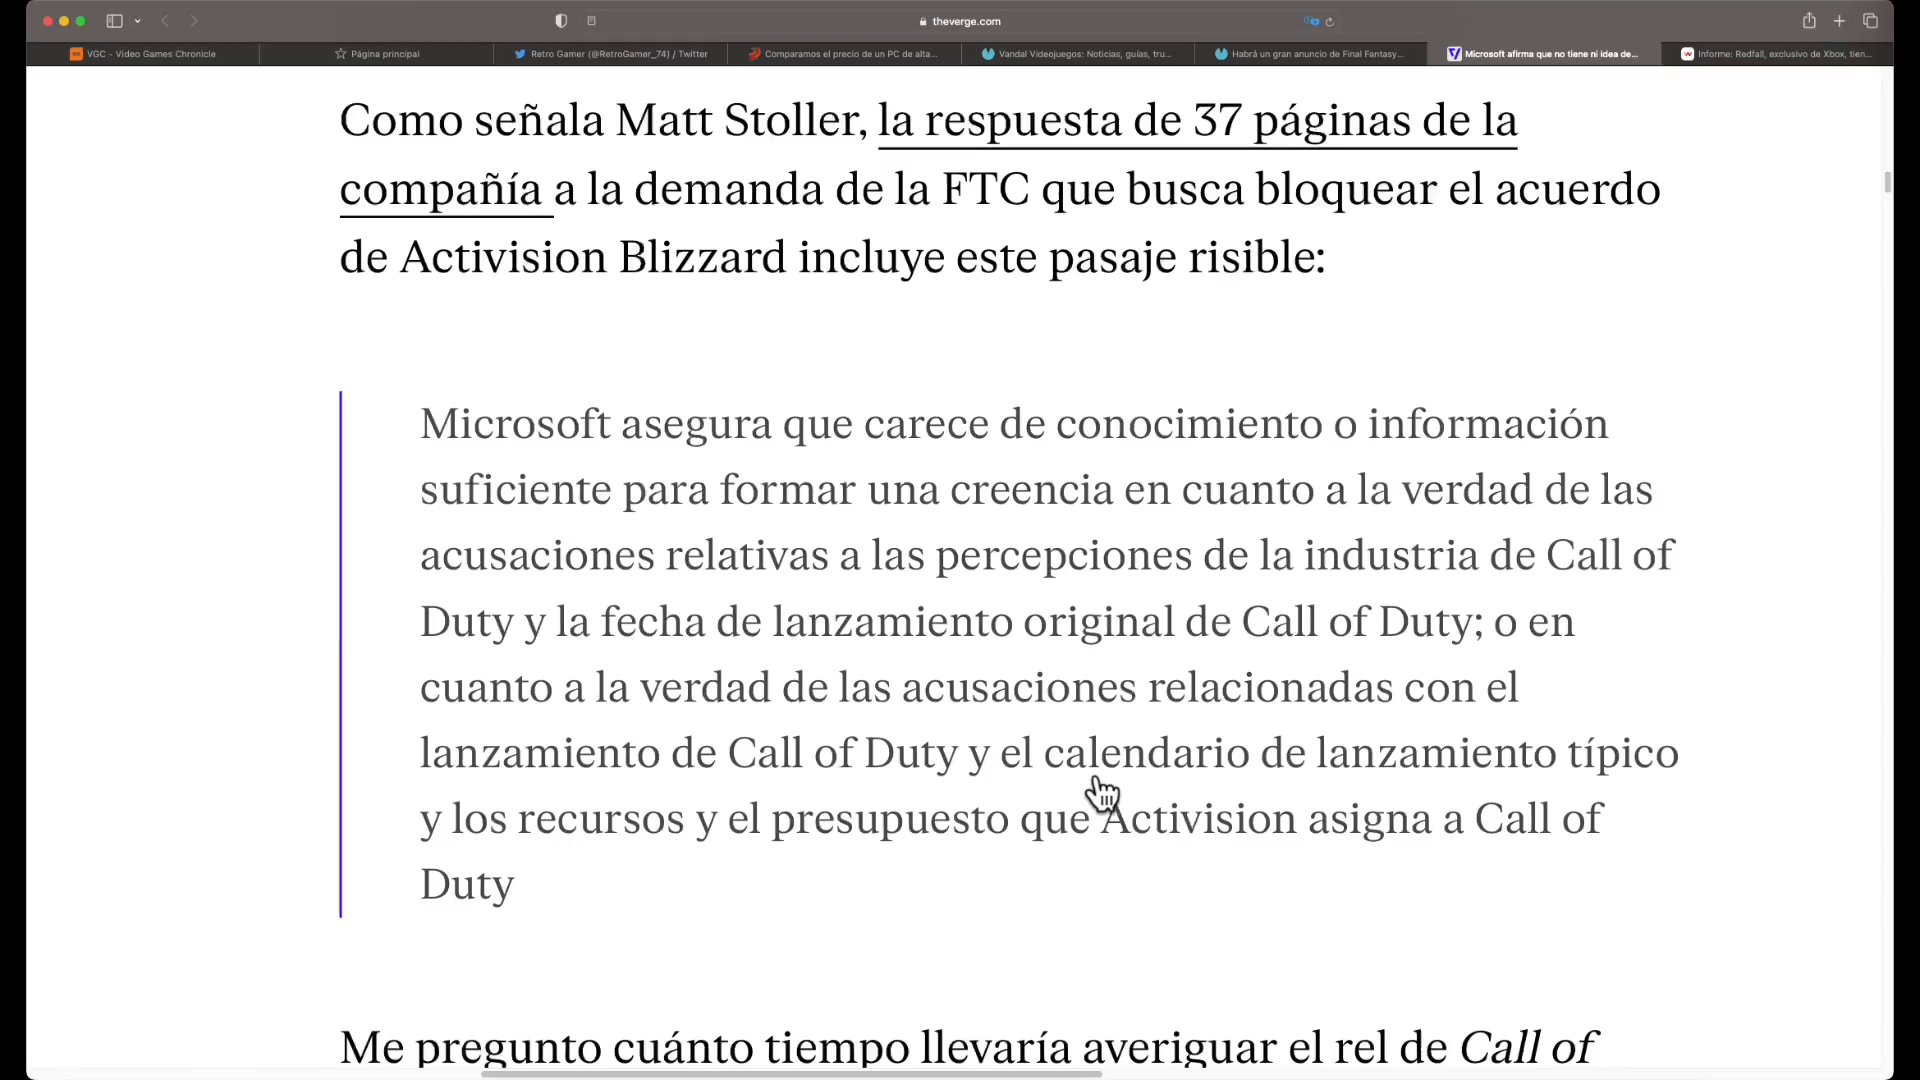 theverge.com
VGC - Video Games Chronicle
Página principal
Retro Gamer (@RetroGamer_74) / Twitter
Comparamos el precio de un PC de alta...
Vandal Videojuegos: Noticias, guías, tru...
Habrá un gran anuncio de Final Fantasy...
Microsoft afirma que no tiene ni idea de...
Informe: Redfall, exclusivo de Xbox, tien...
Como señala Matt Stoller, la respuesta de 37 páginas de la
compañía a la demanda de la FTC que busca bloquear el acuerdo
de Activision Blizzard incluye este pasaje risible:
Microsoft asegura que carece de conocimiento o información
suficiente para formar una creencia en cuanto a la verdad de las
acusaciones relativas a las percepciones de la industria de Call of
Duty y la fecha de lanzamiento original de Call of Duty; o en
cuanto a la verdad de las acusaciones relacionadas con el
lanzamiento de Call of Duty y el calendario de lanzamiento típico
y los recursos y el presupuesto que Activision asigna a Call of
Duty
Me pregunto cuánto tiempo llevaría averiguar el rel de Call of